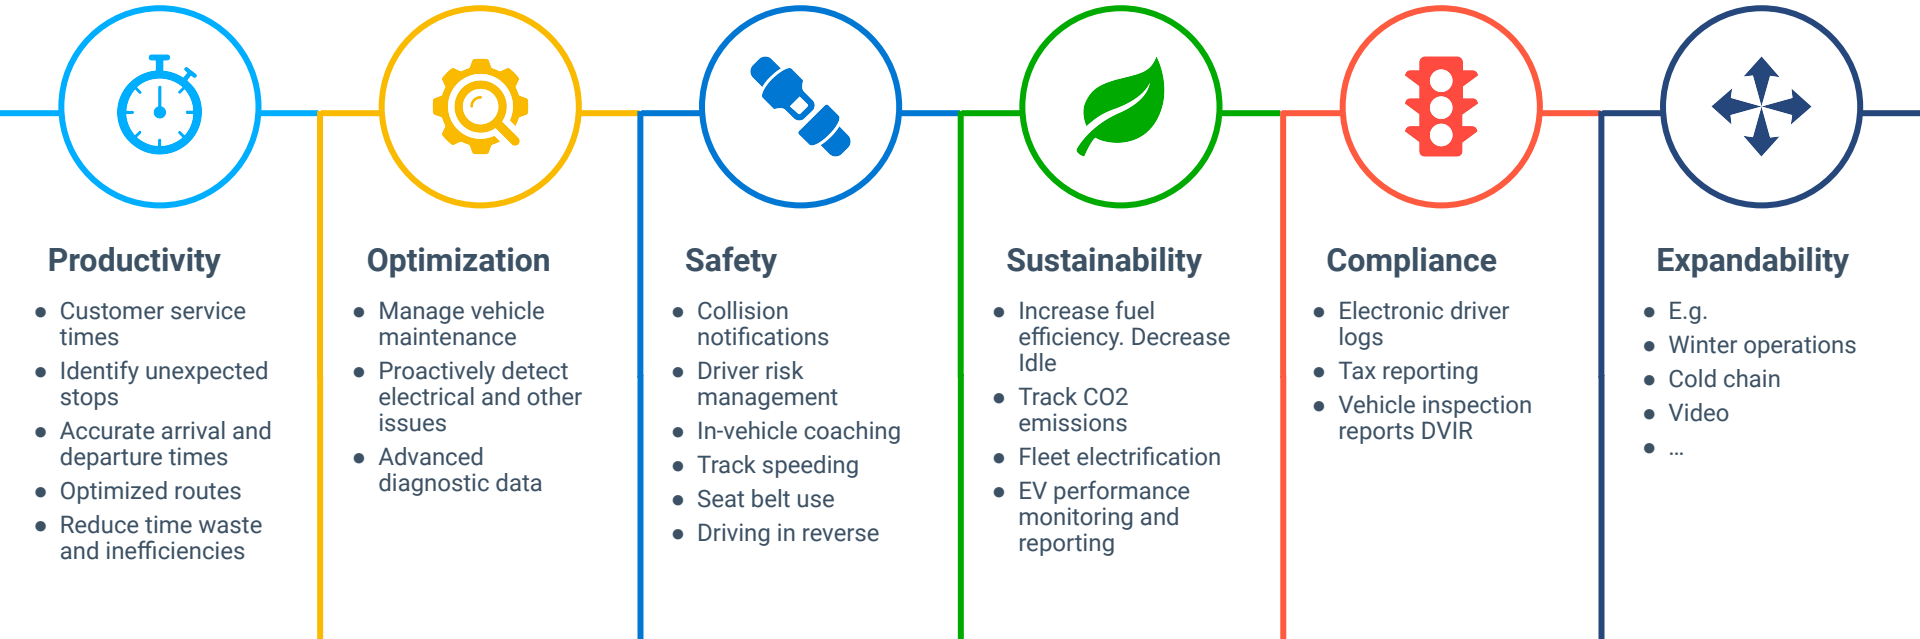 Productivity
● Customer service
times
● Identify unexpected
stops
● Accurate arrival and
departure times
● Optimized routes
● Reduce time waste
and inefficiencies
Optimization
● Manage vehicle
maintenance
● Proactively detect
electrical and other
issues
● Advanced
diagnostic data
Safety
● Collision
notifications
● Driver risk
management
● In-vehicle coaching
● Track speeding
● Seat belt use
● Driving in reverse
Sustainability
● Increase fuel
efficiency. Decrease
Idle
● Track CO2
emissions
● Fleet electrification
● EV performance
monitoring and
reporting
Compliance
● Electronic driver
logs
● Tax reporting
● Vehicle inspection
reports DVIR
Expandability
● E.g.
● Winter operations
● Cold chain
● Video
● ...